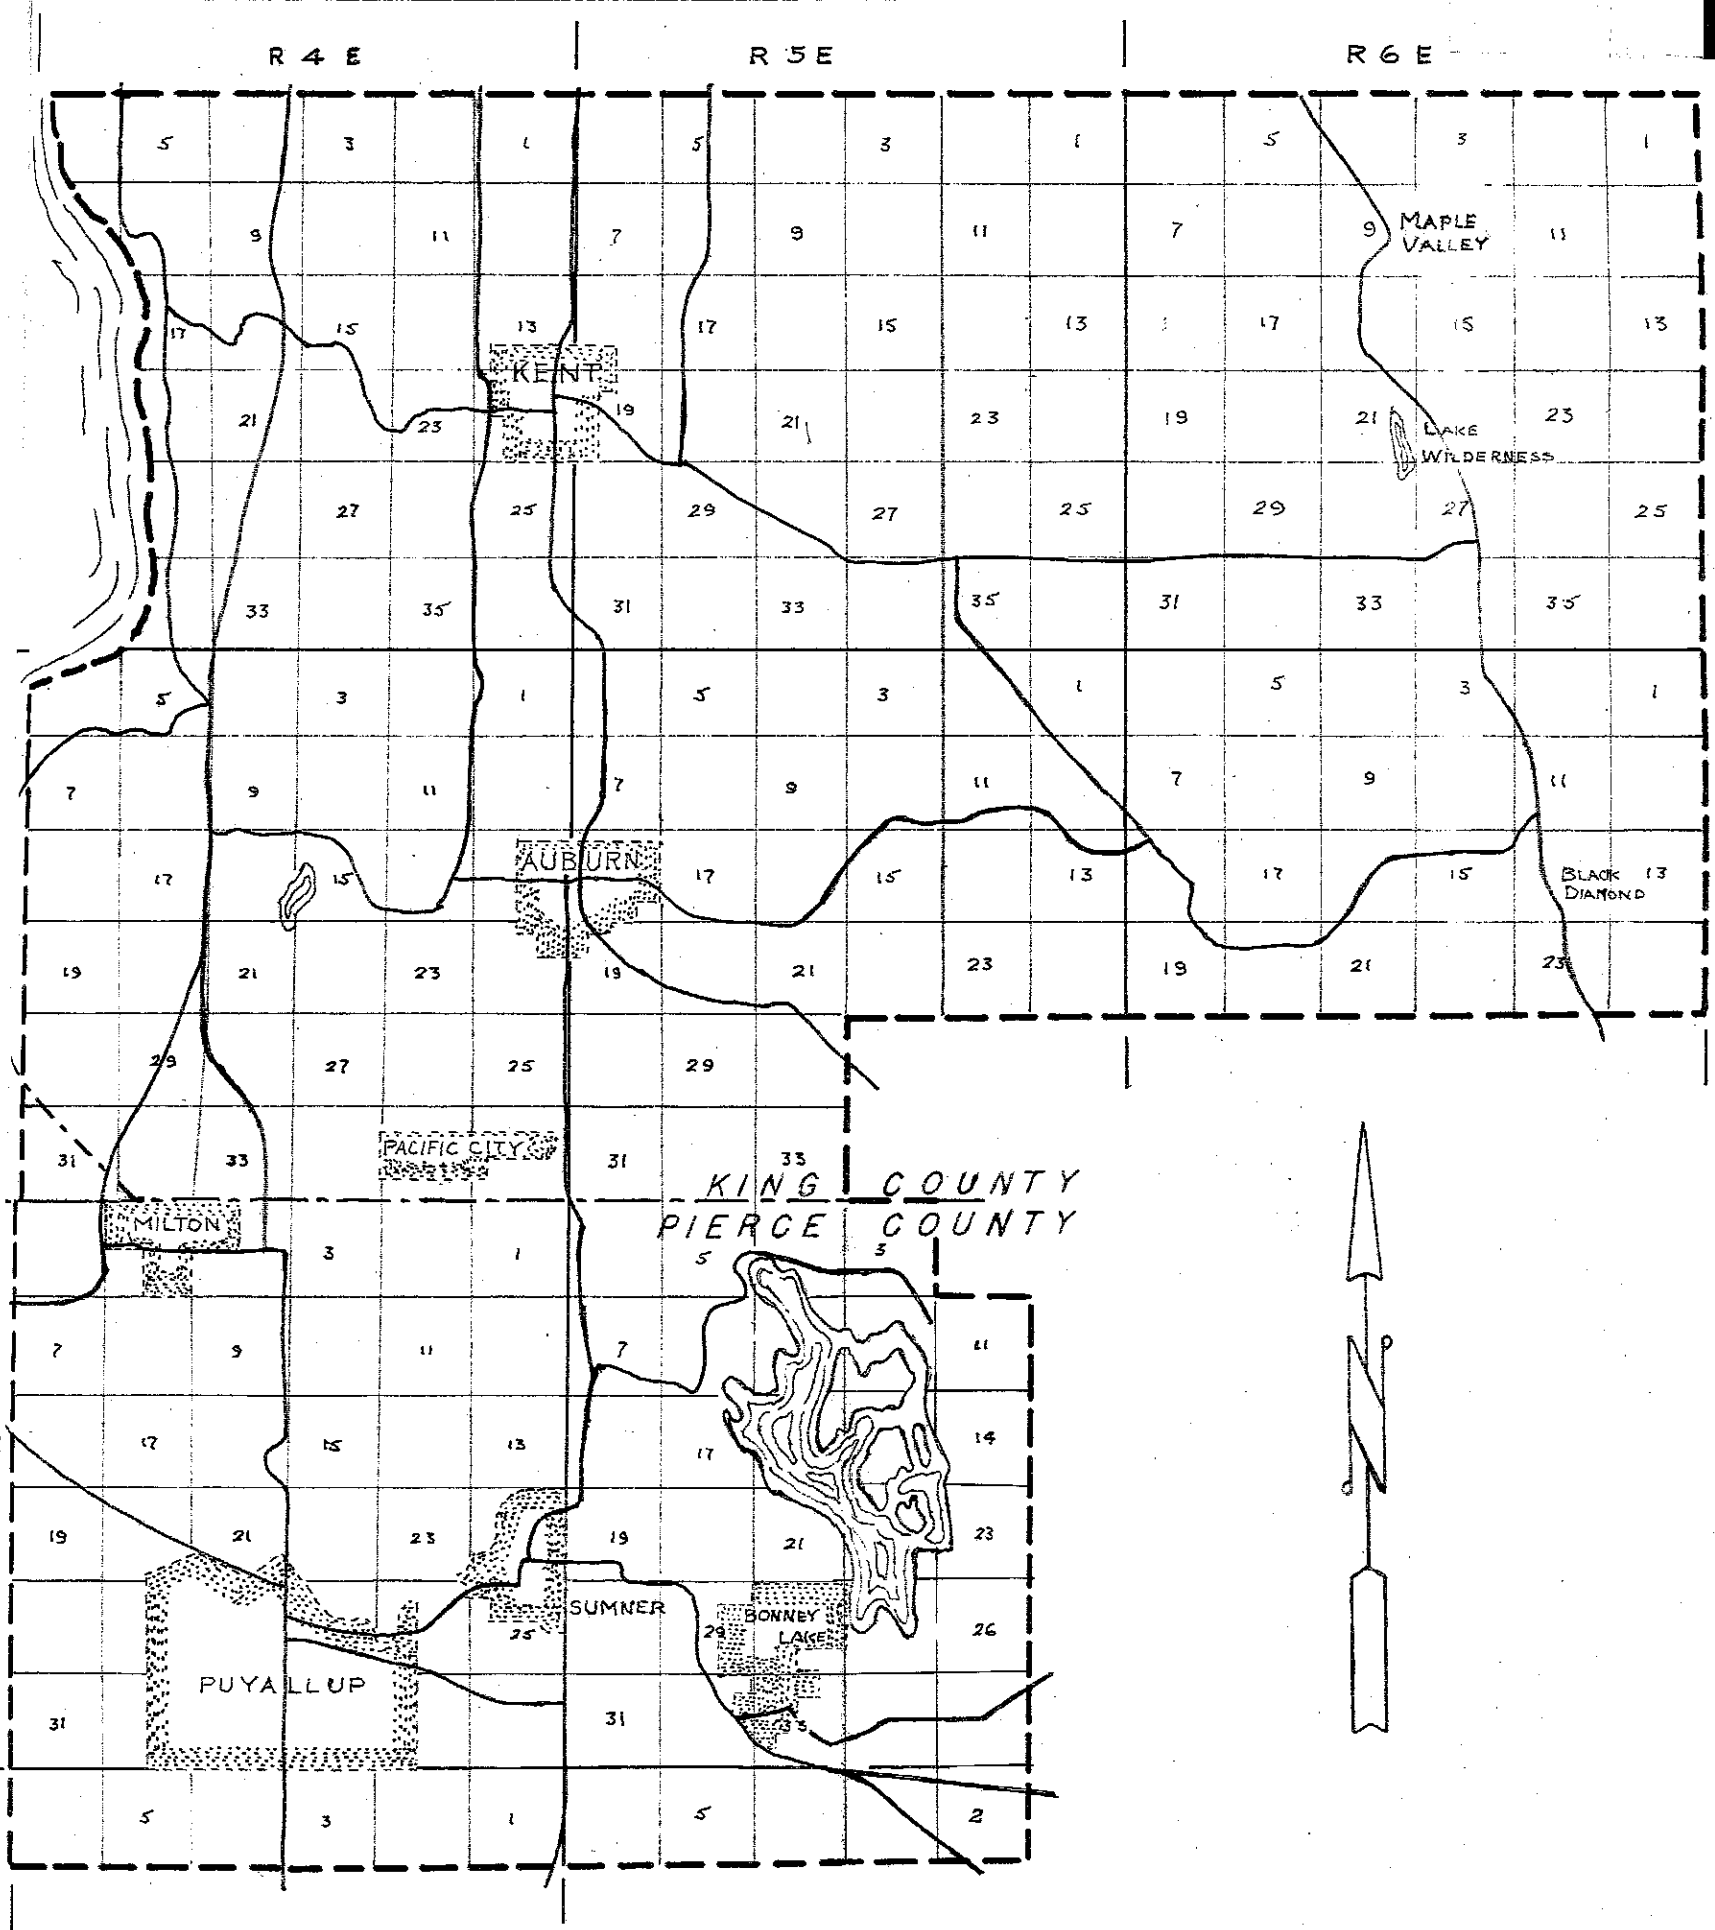 R 4 E R 5 E R 6 E
5 3 1 5 3 1 5 3 1
9 11 7 9 11 7 9 MAPLE 11
VALLEY
17 15 13 17 15 13 17 15 13
KENT
21 23 19 21 23 19 21 LAKE 23
WILDERNESS
27 25 29 27 25 29 27 25
33 35 31 33 35 31 33 35
5 3 1 5 3 1 5 3 1
7 9 11 7 9 11 7 9 11
AUBURN
17 15 17 15 13 17 15 BLACK 13
DIAMOND
19 21 23 19 21 23 19 21 23
29 27 25 29
PACIFIC CITY
31 33 31 33
KING COUNTY
PIERCE COUNTY
MILTON
3 1 5 3
7 9 11 7 11
17 15 13 17 14
19 21 23 19 21 23
SUMNER
BONNEY
LAKE
25 29 26
PUYALLUP
31 31 33
5 3 1 5 2
N